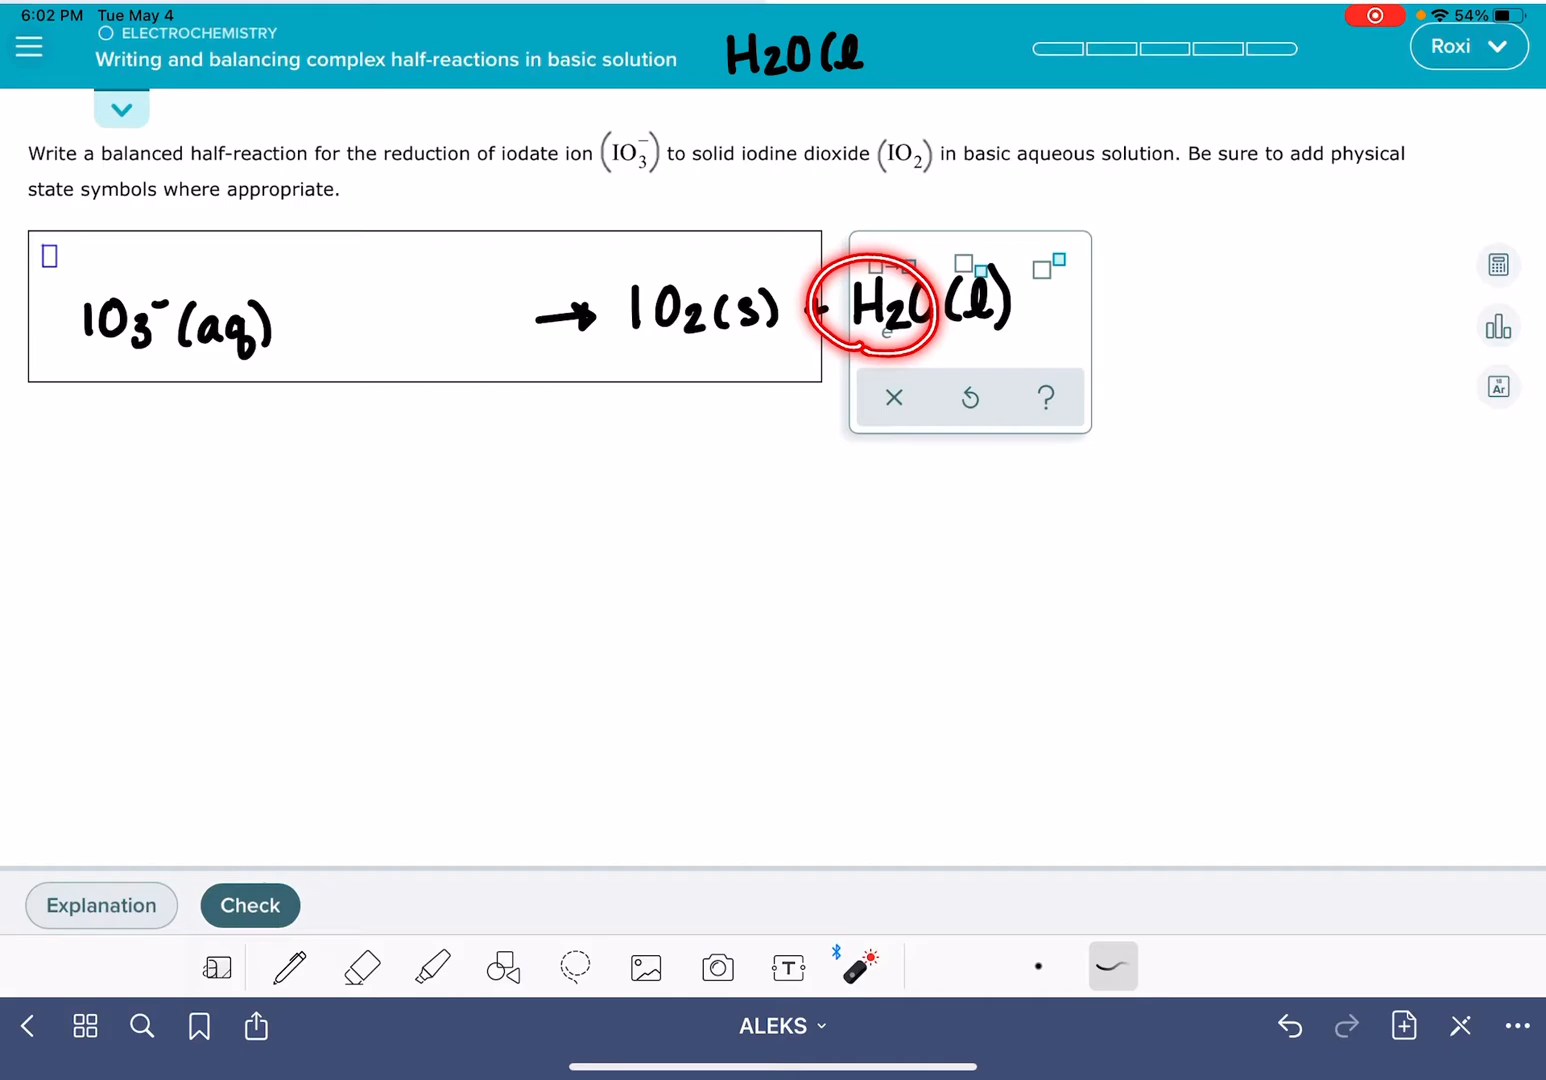 6:02 PM Tue May 4
54%
ELECTROCHEMISTRY
Writing and balancing complex half-reactions in basic solution
H2O(l
Roxi
Write a balanced half-reaction for the reduction of iodate ion (IO₃⁻) to solid iodine dioxide (IO₂) in basic aqueous solution. Be sure to add physical
state symbols where appropriate.
IO3⁻(aq) → IO2(s) + H2O(l)
e
?
18
Ar
Explanation
Check
a
T
ALEKS